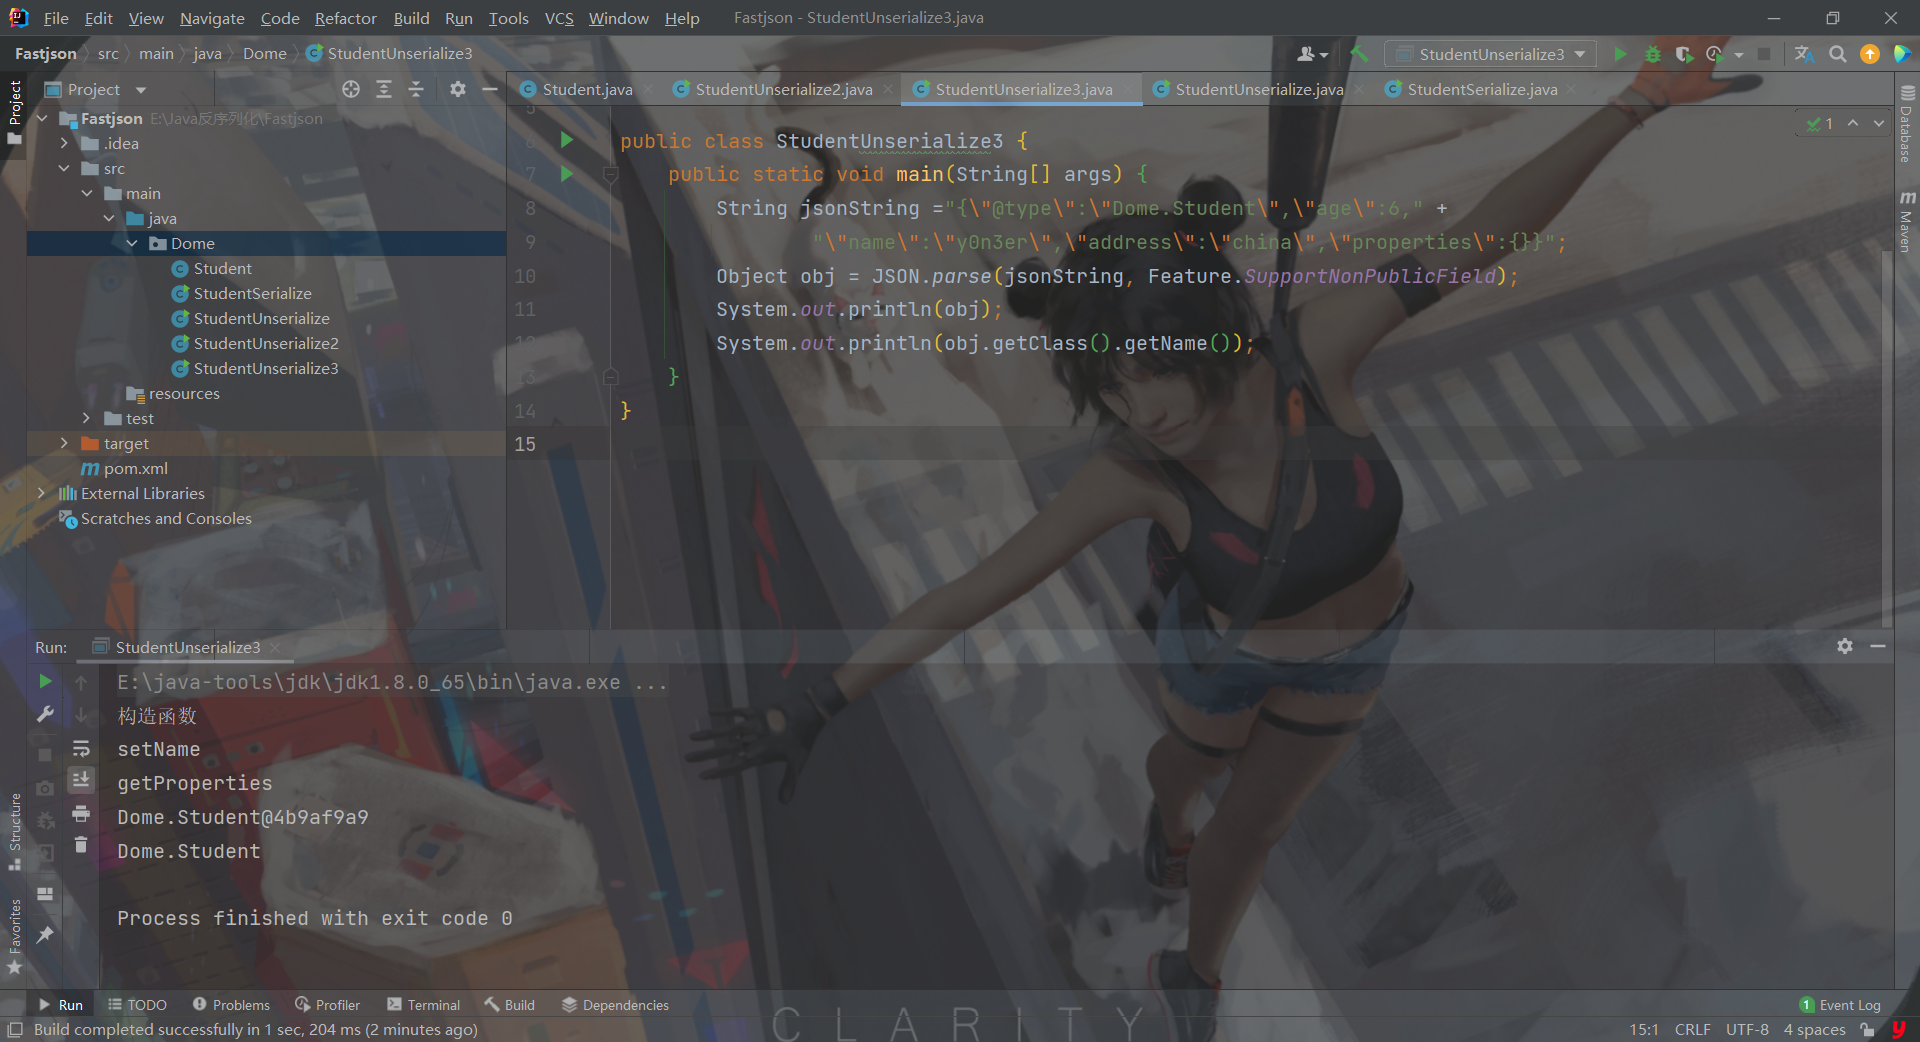 File Edit View Navigate Code Refactor Build Run Tools VCS Window Help Fastjson - StudentUnserialize3.java
Fastjson src main java Dome StudentUnserialize3 StudentUnserialize3
Project Student.java StudentUnserialize2.java StudentUnserialize3.java StudentUnserialize.java StudentSerialize.java
Project
Fastjson E:\Java反序列化\Fastjson
.idea
src
main
java
Dome
Student
StudentSerialize
StudentUnserialize
StudentUnserialize2
StudentUnserialize3
resources
test
target
pom.xml
External Libraries
Scratches and Consoles
5
6 public class StudentUnserialize3 {
7 public static void main(String[] args) {
8 String jsonString ="{\"@type\":\"Dome.Student\",\"age\":6," +
9 "\"name\":\"y0n3er\",\"address\":\"china\",\"properties\":{}}";
10 Object obj = JSON.parse(jsonString, Feature.SupportNonPublicField);
11 System.out.println(obj);
12 System.out.println(obj.getClass().getName());
13 }
14 }
15
1
Database
m Maven
Run: StudentUnserialize3
E:\java-tools\jdk\jdk1.8.0_65\bin\java.exe ...
构造函数
setName
getProperties
Dome.Student@4b9af9a9
Dome.Student
Process finished with exit code 0
Structure
Favorites
Run TODO Problems Profiler Terminal Build Dependencies 1 Event Log
CLARITY
Build completed successfully in 1 sec, 204 ms (2 minutes ago) 15:1 CRLF UTF-8 4 spaces